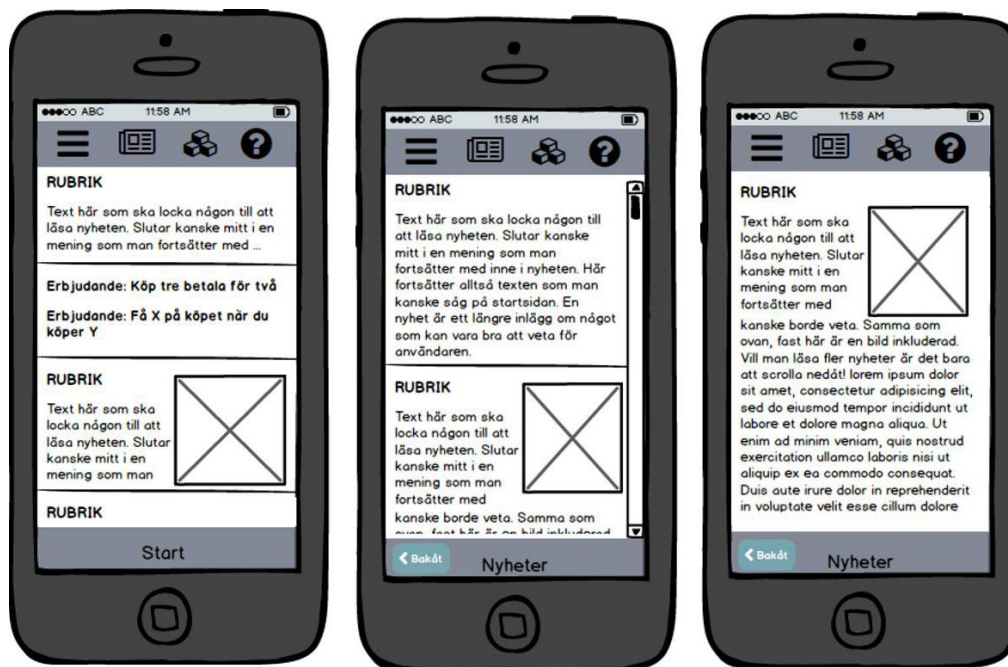 ABC 11:58 AM
RUBRIK
Text här som ska locka någon till att
läsa nyheten. Slutar kanske mitt i en
mening som man fortsätter med ...
Erbjudande: Köp tre betala för två
Erbjudande: Få X på köpet när du
köper Y
RUBRIK
Text här som ska
locka någon till att
läsa nyheten. Slutar
kanske mitt i en
mening som man
RUBRIK
Start
ABC 11:58 AM
RUBRIK
Text här som ska locka någon till
att läsa nyheten. Slutar kanske
mitt i en mening som man
fortsätter med inne i nyheten. Här
fortsätter alltså texten som man
kanske såg på startsidan. En
nyhet är ett längre inlägg om något
som kan vara bra att veta för
användaren.
RUBRIK
Text här som ska
locka någon till att
läsa nyheten. Slutar
kanske mitt i en
mening som man
fortsätter med
kanske borde veta. Samma som
ovan, fast här är en bild inkluderad.
Bakåt
Nyheter
ABC 11:58 AM
RUBRIK
Text här som ska
locka någon till att
läsa nyheten. Slutar
kanske mitt i en
mening som man
fortsätter med
kanske borde veta. Samma som
ovan, fast här är en bild inkluderad.
Vill man läsa fler nyheter är det bara
att scrolla nedåt! lorem ipsum dolor
sit amet, consectetur adipisicing elit,
sed do eiusmod tempor incididunt ut
labore et dolore magna aliqua. Ut
enim ad minim veniam, quis nostrud
exercitation ullamco laboris nisi ut
aliquip ex ea commodo consequat.
Duis aute irure dolor in reprehenderit
in voluptate velit esse cillum dolore
Bakåt
Nyheter